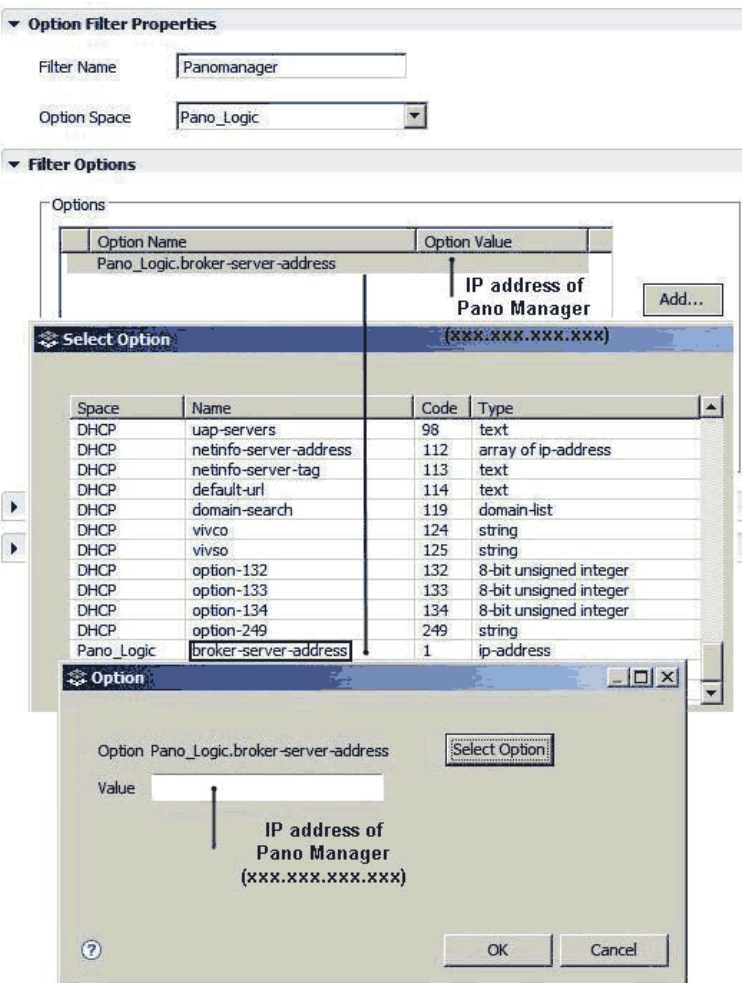 Option Filter Properties
Filter Name Panomanager
Option Space Pano_Logic
Filter Options
Options
Option Name Option Value
Pano_Logic.broker-server-address
IP address of
Pano Manager
(xxx.xxx.xxx.xxx)
Add...
Select Option
Space Name Code Type
DHCP uap-servers 98 text
DHCP netinfo-server-address 112 array of ip-address
DHCP netinfo-server-tag 113 text
DHCP default-url 114 text
DHCP domain-search 119 domain-list
DHCP vivco 124 string
DHCP vivso 125 string
DHCP option-132 132 8-bit unsigned integer
DHCP option-133 133 8-bit unsigned integer
DHCP option-134 134 8-bit unsigned integer
DHCP option-249 249 string
Pano_Logic broker-server-address 1 ip-address
Option
Option Pano_Logic.broker-server-address Select Option
Value
IP address of
Pano Manager
(xxx.xxx.xxx.xxx)
? OK Cancel